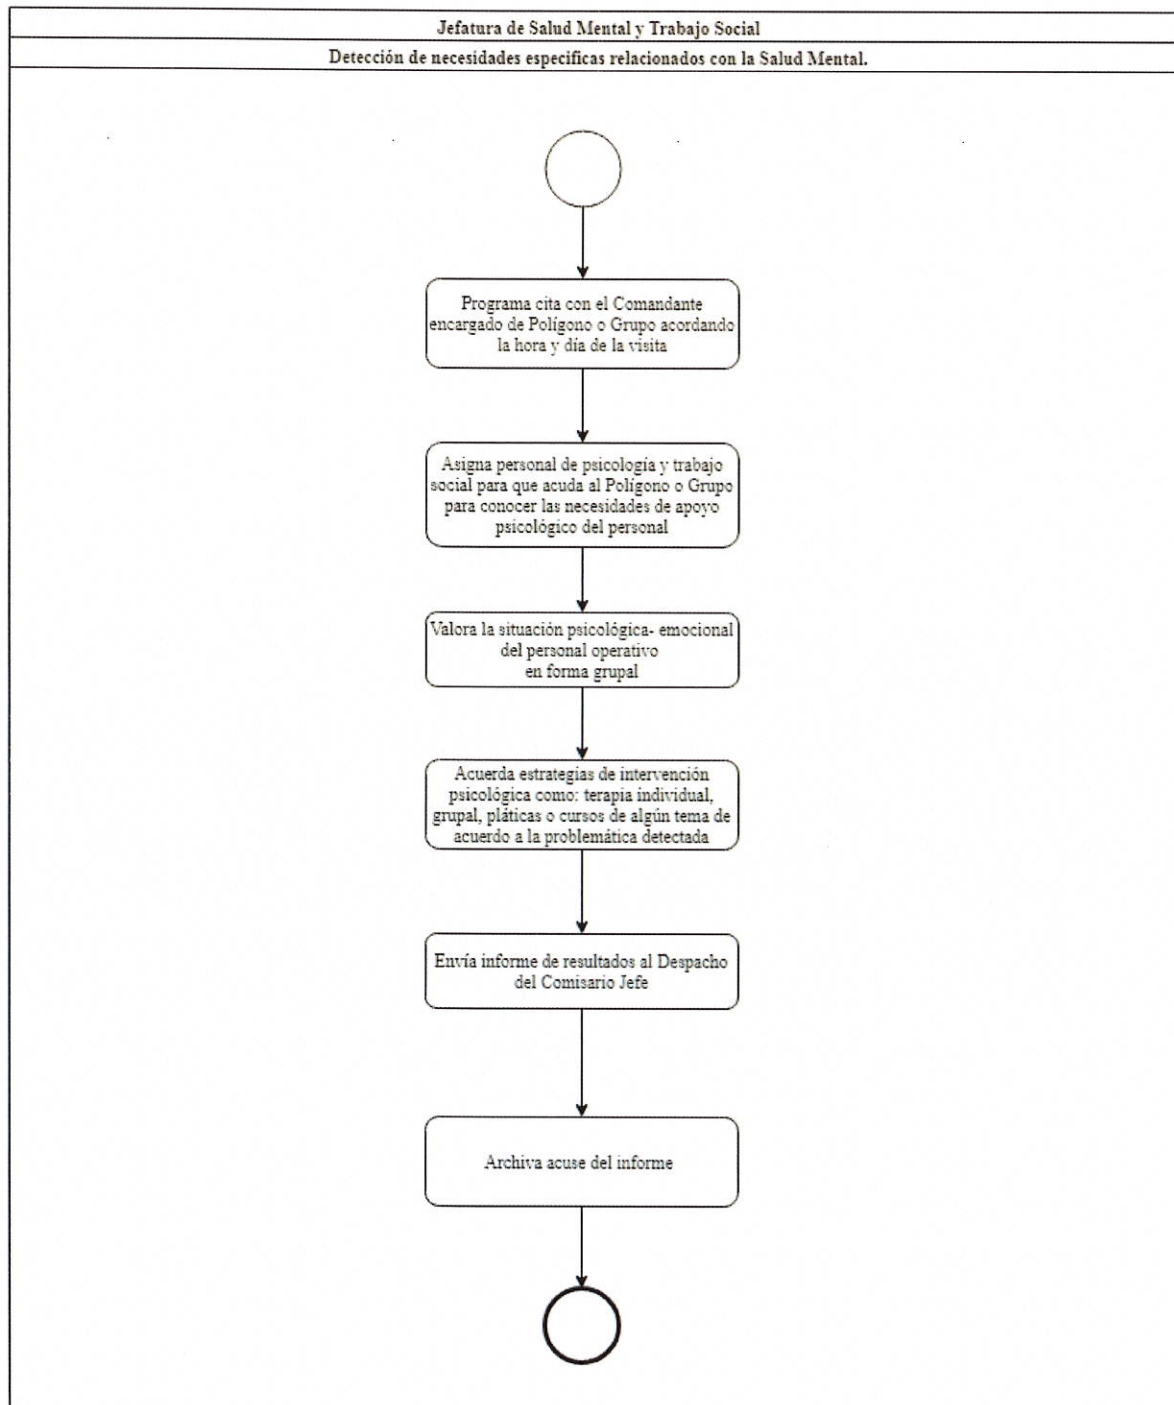 Jefatura de Salud Mental y Trabajo Social
Detección de necesidades especificas relacionados con la Salud Mental.
Programa cita con el Comandante
encargado de Polígono o Grupo acordando
la hora y día de la visita
Asigna personal de psicología y trabajo
social para que acuda al Polígono o Grupo
para conocer las necesidades de apoyo
psicológico del personal
Valora la situación psicológica- emocional
del personal operativo
en forma grupal
Acuerda estrategias de intervención
psicológica como: terapia individual,
grupal, pláticas o cursos de algún tema de
acuerdo a la problemática detectada
Envía informe de resultados al Despacho
del Comisario Jefe
Archiva acuse del informe